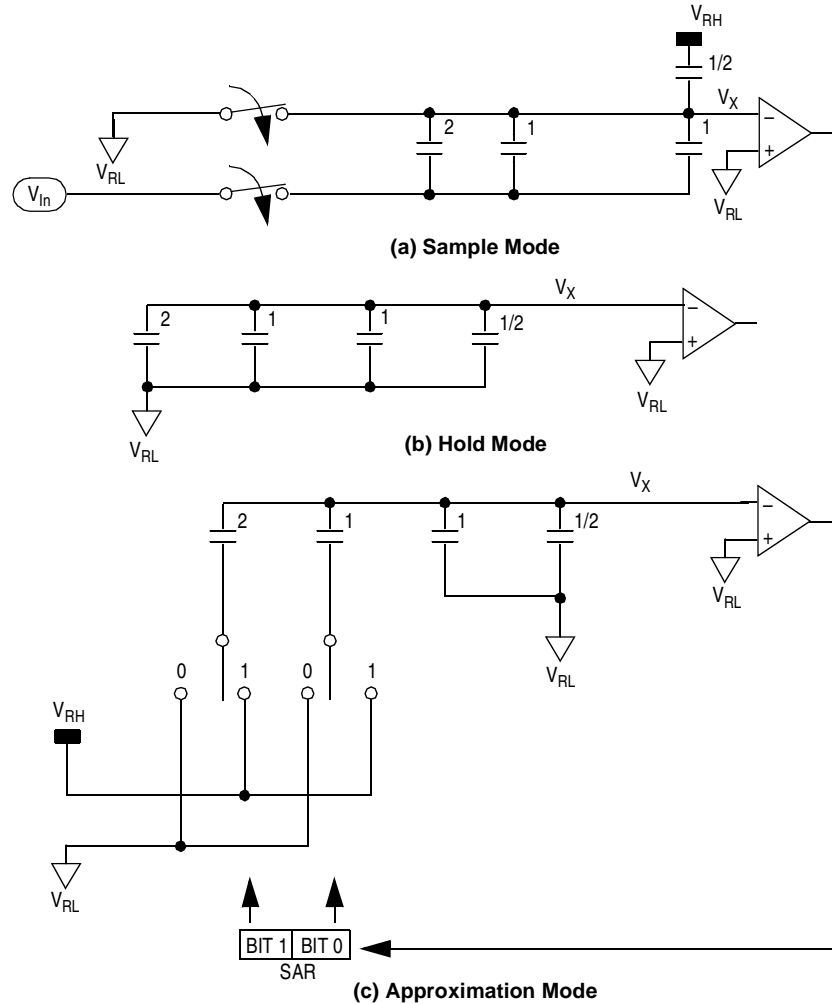 V_RH
1/2
V_X
2
1
1
−
+
V_RL
V_RL
V_In
(a) Sample Mode
V_X
2
1
1
1/2
−
+
V_RL
V_RL
(b) Hold Mode
V_X
2
1
1
1/2
−
+
V_RL
V_RL
0
1
0
1
V_RH
V_RL
BIT 1
BIT 0
SAR
(c) Approximation Mode